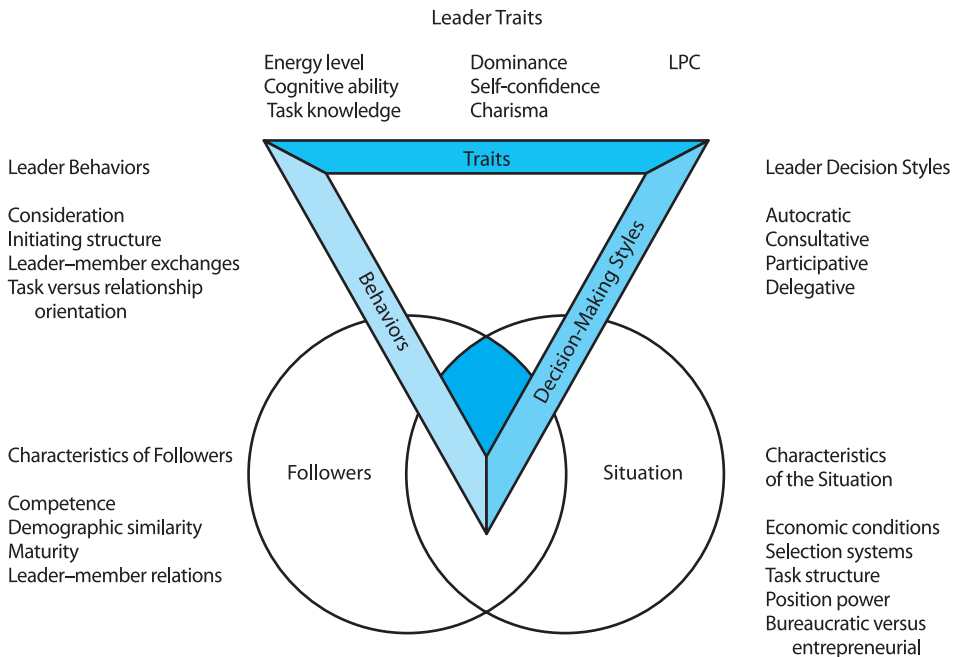 Leader Traits
Energy level
Cognitive ability
Task knowledge
Dominance
Self-confidence
Charisma
LPC
Traits
Leader Behaviors
Consideration
Initiating structure
Leader–member exchanges
Task versus relationship
orientation
Behaviors
Decision-Making Styles
Leader Decision Styles
Autocratic
Consultative
Participative
Delegative
Characteristics of Followers
Competence
Demographic similarity
Maturity
Leader–member relations
Followers
Situation
Characteristics
of the Situation
Economic conditions
Selection systems
Task structure
Position power
Bureaucratic versus
entrepreneurial